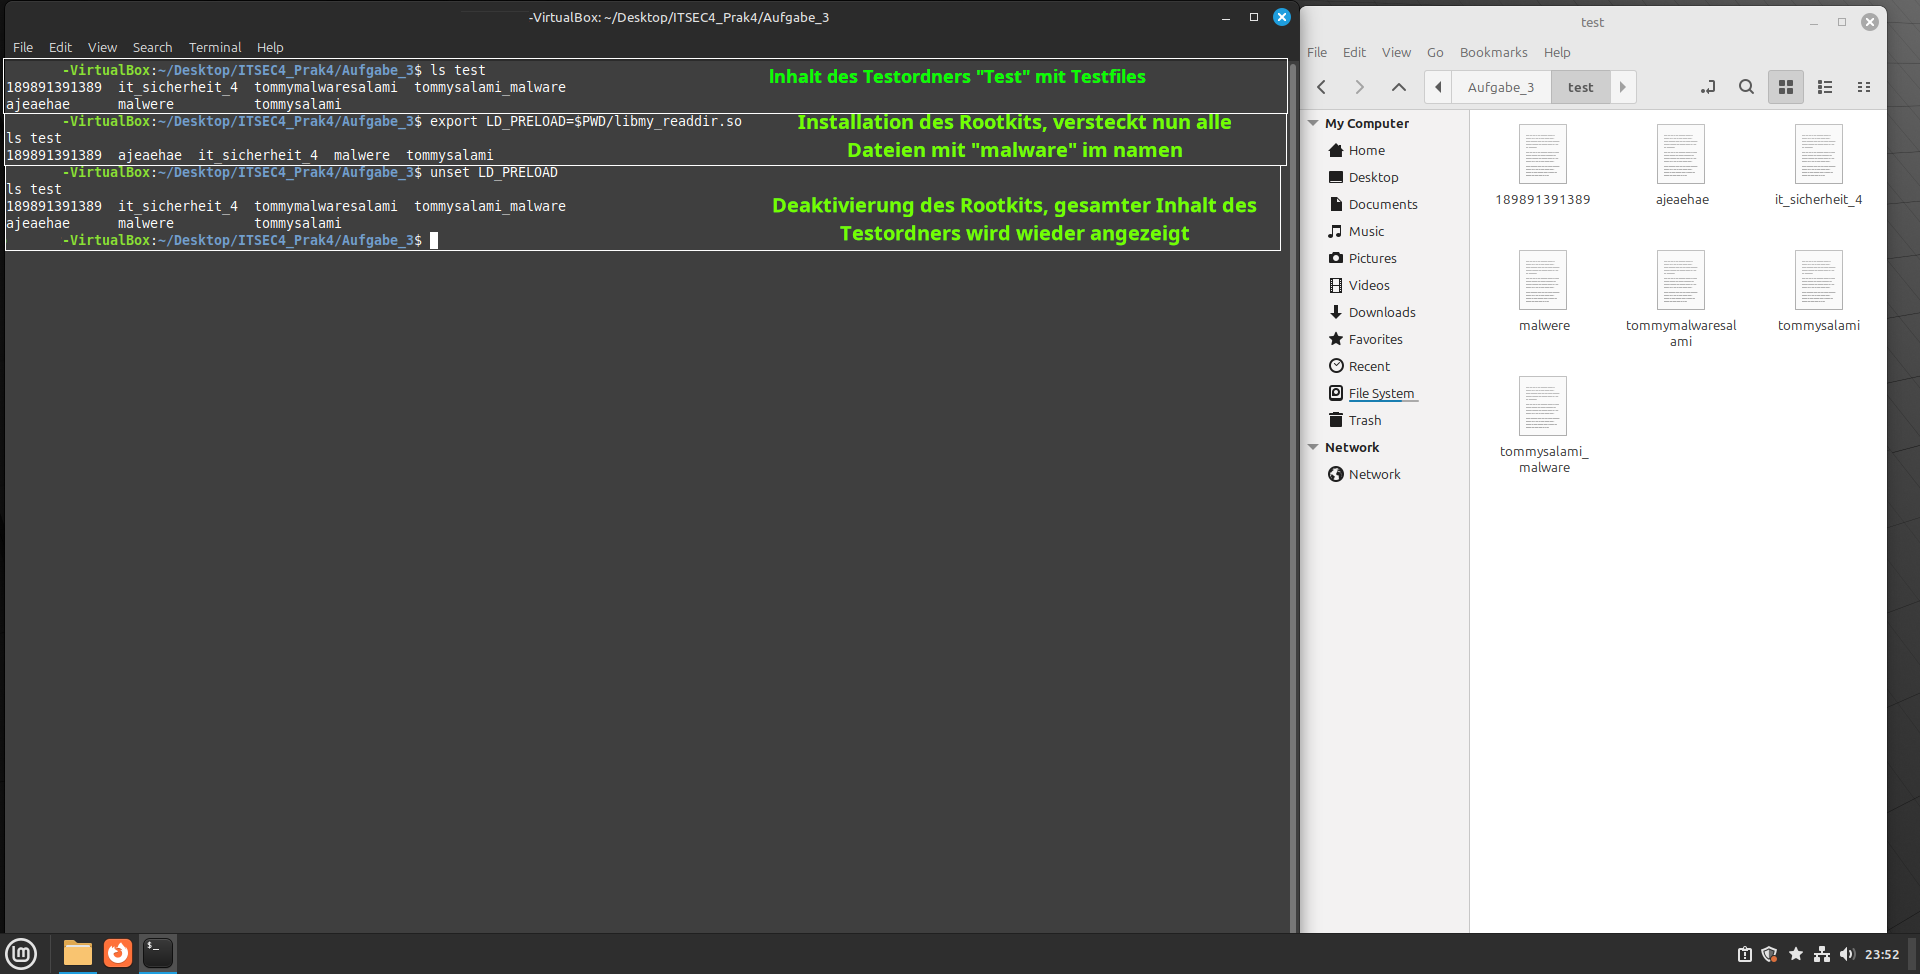 -VirtualBox: ~/Desktop/ITSEC4_Prak4/Aufgabe_3
File Edit View Search Terminal Help
-VirtualBox:~/Desktop/ITSEC4_Prak4/Aufgabe_3$ ls test
189891391389 it_sicherheit_4 tommymalwaresalami tommysalami_malware
ajeaehae malwere tommysalami
Inhalt des Testordners "Test" mit Testfiles
-VirtualBox:~/Desktop/ITSEC4_Prak4/Aufgabe_3$ export LD_PRELOAD=$PWD/libmy_readdir.so
ls test
189891391389 ajeaehae it_sicherheit_4 malwere tommysalami
Installation des Rootkits, versteckt nun alle
Dateien mit "malware" im namen
-VirtualBox:~/Desktop/ITSEC4_Prak4/Aufgabe_3$ unset LD_PRELOAD
ls test
189891391389 it_sicherheit_4 tommymalwaresalami tommysalami_malware
ajeaehae malwere tommysalami
-VirtualBox:~/Desktop/ITSEC4_Prak4/Aufgabe_3$
Deaktivierung des Rootkits, gesamter Inhalt des
Testordners wird wieder angezeigt
test
File Edit View Go Bookmarks Help
Aufgabe_3 test
My Computer
Home
Desktop
Documents
Music
Pictures
Videos
Downloads
Favorites
Recent
File System
Trash
Network
Network
189891391389 ajeaehae it_sicherheit_4
malwere tommymalwaresal
ami tommysalami
tommysalami_
malware
23:52